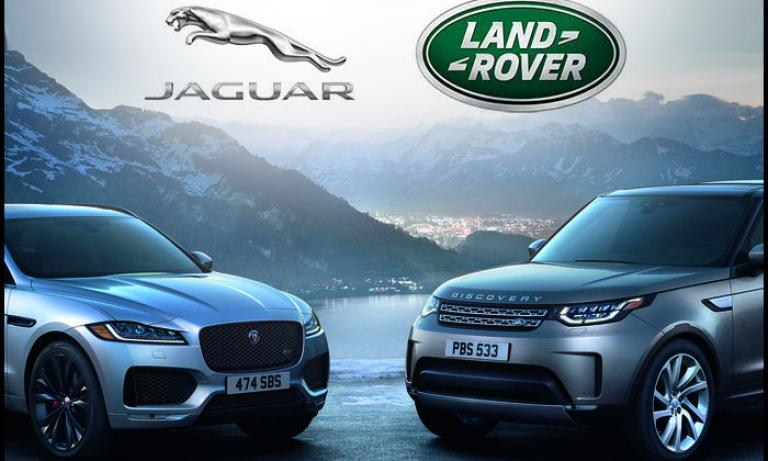 JAGUAR
LAND-
-ROVER
DISCOVERY
474 SBS
PBS 533